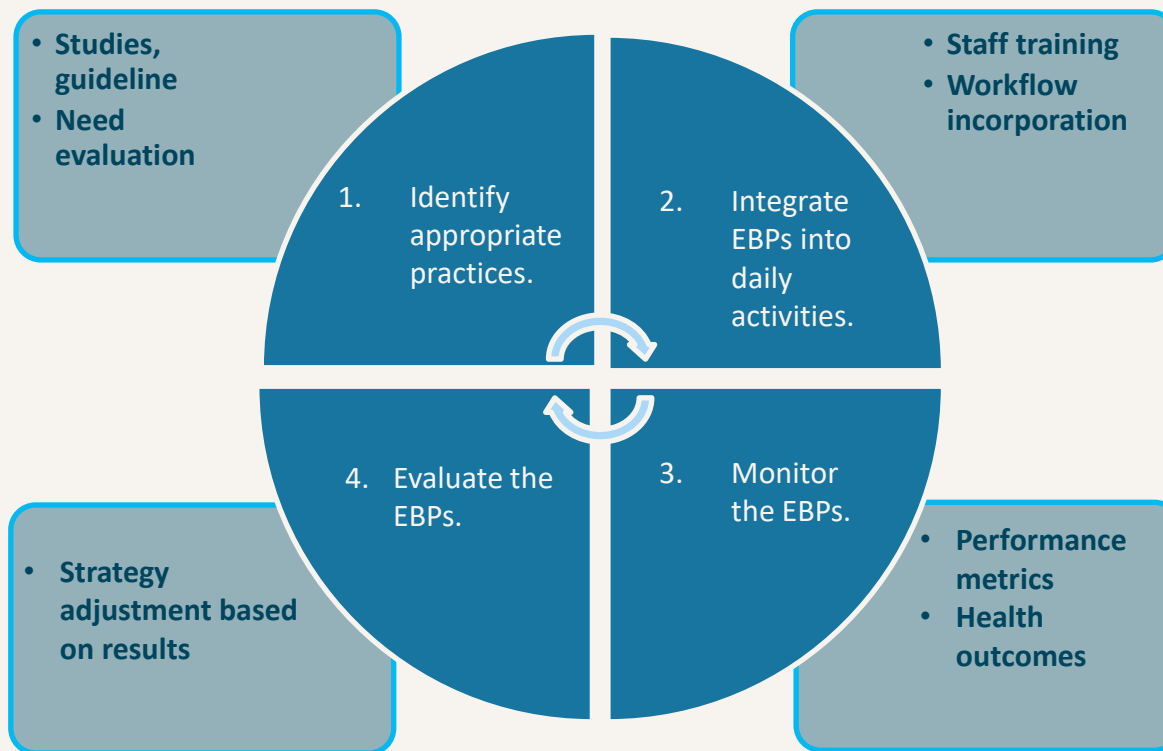 • Studies,
guideline
• Need
evaluation
• Staff training
• Workflow
incorporation
1. Identify
appropriate
practices.
2. Integrate
EBPs into
daily
activities.
3. Monitor
the EBPs.
4. Evaluate the
EBPs.
• Performance
metrics
• Health
outcomes
• Strategy
adjustment based
on results